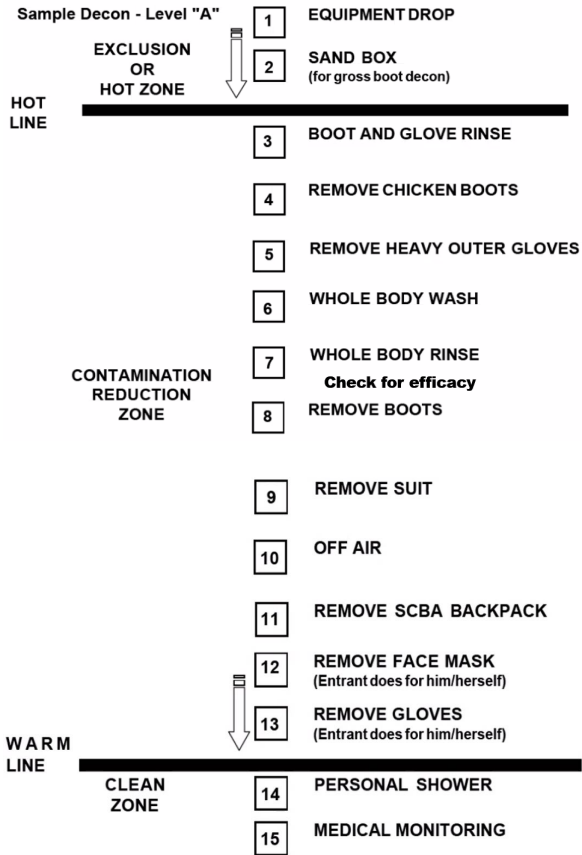 Sample Decon - Level "A"
1 EQUIPMENT DROP
EXCLUSION
OR
HOT ZONE
2 SAND BOX
(for gross boot decon)
HOT
LINE
3 BOOT AND GLOVE RINSE
4 REMOVE CHICKEN BOOTS
5 REMOVE HEAVY OUTER GLOVES
6 WHOLE BODY WASH
7 WHOLE BODY RINSE
Check for efficacy
CONTAMINATION
REDUCTION
ZONE
8 REMOVE BOOTS
9 REMOVE SUIT
10 OFF AIR
11 REMOVE SCBA BACKPACK
12 REMOVE FACE MASK
(Entrant does for him/herself)
13 REMOVE GLOVES
(Entrant does for him/herself)
WARM
LINE
CLEAN
ZONE
14 PERSONAL SHOWER
15 MEDICAL MONITORING